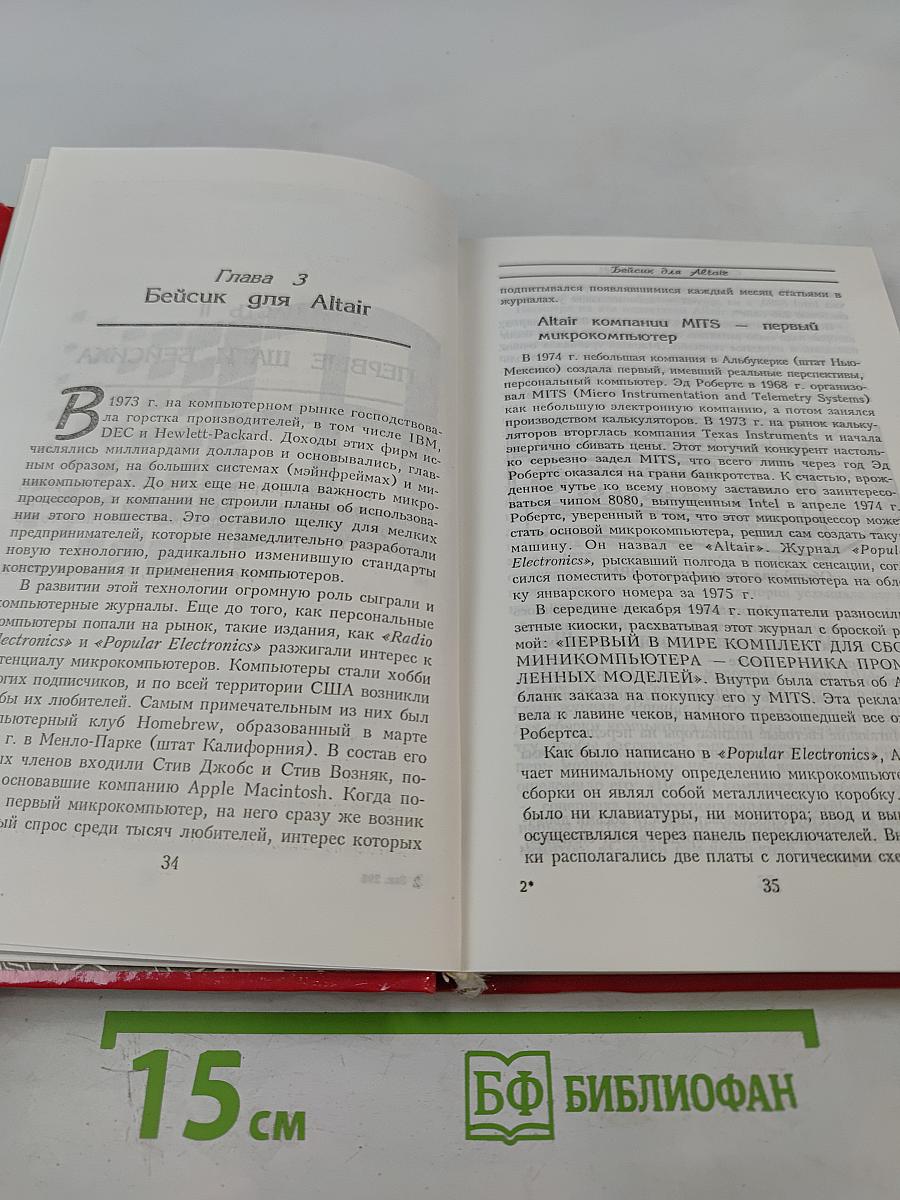 Глава 3
Бейсик для Altair
В 1973 г. на компьютерном рынке господствова-
ла горстка производителей, в том числе IBM,
DEC и Hewlett-Packard. Доходы этих фирм ис-
числялись миллиардами долларов и основывались, глав-
ным образом, на больших системах (мэйнфреймах) и ми-
никомпьютерах. До них еще не дошла важность микро-
процессоров, и компании не строили планы об использова-
нии этого новшества. Это оставило щелку для мелких
предпринимателей, которые незамедлительно разработали
новую технологию, радикально изменившую стандарты
конструирования и применения компьютеров.
В развитии этой технологии огромную роль сыграли и
компьютерные журналы. Еще до того, как персональные
компьютеры попали на рынок, такие издания, как «Radio
lectronics» и «Popular Electronics» разжигали интерес к
тенциалу микрокомпьютеров. Компьютеры стали хобби
огих подписчиков, и по всей территории США возникли
бы их любителей. Самым примечательным из них был
пьютерный клуб Homebrew, образованный в марте
г. в Менло-Парке (штат Калифорния). В состав его
ых членов входили Стив Джобс и Стив Возняк, по-
основавшие компанию Apple Macintosh. Когда по-
первый микрокомпьютер, на него сразу же возник
ый спрос среди тысяч любителей, интерес которых
34
Бейсик для Altair
подпитывался появлявшимися каждый месяц статьями в
журналах.
Altair компании MITS — первый
микрокомпьютер
В 1974 г. небольшая компания в Альбукерке (штат Нью-
Мексико) создала первый, имевший реальные перспективы,
персональный компьютер. Эд Робертс в 1968 г. организо-
вал MITS (Micro Instrumentation and Telemetry Systems)
как небольшую электронную компанию, а потом занялся
производством калькуляторов. В 1973 г. на рынок кальку-
ляторов вторглась компания Texas Instruments и начала
энергично сбивать цены. Этот могучий конкурент настоль-
ко серьезно задел MITS, что всего лишь через год Эд
Робертс оказался на грани банкротства. К счастью, врож-
денное чутье ко всему новому заставило его заинтересо-
ваться чипом 8080, выпущенным Intel в апреле 1974 г.
Робертс, уверенный в том, что этот микропроцессор може
стать основой микрокомпьютера, решил сам создать таку
машину. Он назвал ее «Altair». Журнал «Popul
Electronics», рыскавший полгода в поисках сенсации, сог
сился поместить фотографию этого компьютера на обло
ку январского номера за 1975 г.
В середине декабря 1974 г. покупатели разносили
зетные киоски, расхватывая этот журнал с броской р
мой: «ПЕРВЫЙ В МИРЕ КОМПЛЕКТ ДЛЯ СБО
МИНИКОМПЬЮТЕРА — СОПЕРНИКА ПРОМ
ЛЕННЫХ МОДЕЛЕЙ». Внутри была статья об A
бланк заказа на покупку его у MITS. Эта реклам
вела к лавине чеков, намного превзошедшей все о
Робертса.
Как было написано в «Popular Electronics», A
чает минимальному определению микрокомпьюте
сборки он являл собой металлическую коробку.
было ни клавиатуры, ни монитора; ввод и выв
осуществлялся через панель переключателей. Вн
ки располагались две платы с логическими схе
2*
35
15 см
БФ БИБЛИОФАН